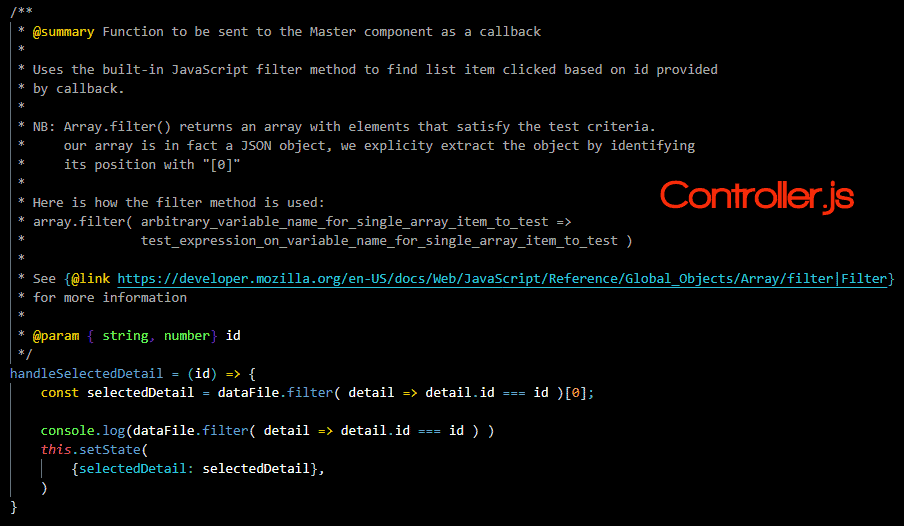 /**
* @summary Function to be sent to the Master component as a callback
*
* Uses the built-in JavaScript filter method to find list item clicked based on id provided
* by callback.
*
* NB: Array.filter() returns an array with elements that satisfy the test criteria.
*     our array is in fact a JSON object, we explicity extract the object by identifying
*     its position with "[0]"
*
* Here is how the filter method is used:
* array.filter( arbitrary_variable_name_for_single_array_item_to_test =>
*               test_expression_on_variable_name_for_single_array_item_to_test )
*
* See {@link https://developer.mozilla.org/en-US/docs/Web/JavaScript/Reference/Global_Objects/Array/filter|Filter}
* for more information
*
* @param { string, number} id
*/
handleSelectedDetail = (id) => {
    const selectedDetail = dataFile.filter( detail => detail.id === id )[0];

    console.log(dataFile.filter( detail => detail.id === id ) )
    this.setState(
        {selectedDetail: selectedDetail},
    )
}
Controller.js